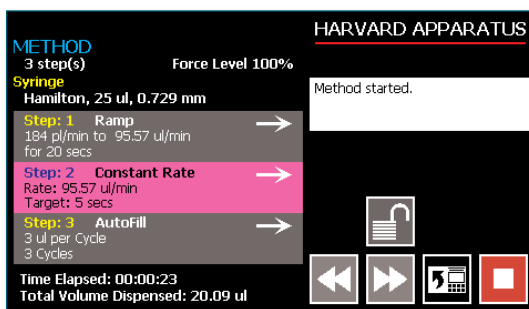 METHOD
3 step(s) Force Level 100%
Syringe
Hamilton, 25 ul, 0.729 mm
Step: 1 Ramp
184 pl/min to 95.57 ul/min
for 20 secs
Step: 2 Constant Rate
Rate: 95.57 ul/min
Target: 5 secs
Step: 3 AutoFill
3 ul per Cycle
3 Cycles
Time Elapsed: 00:00:23
Total Volume Dispensed: 20.09 ul
HARVARD APPARATUS
Method started.